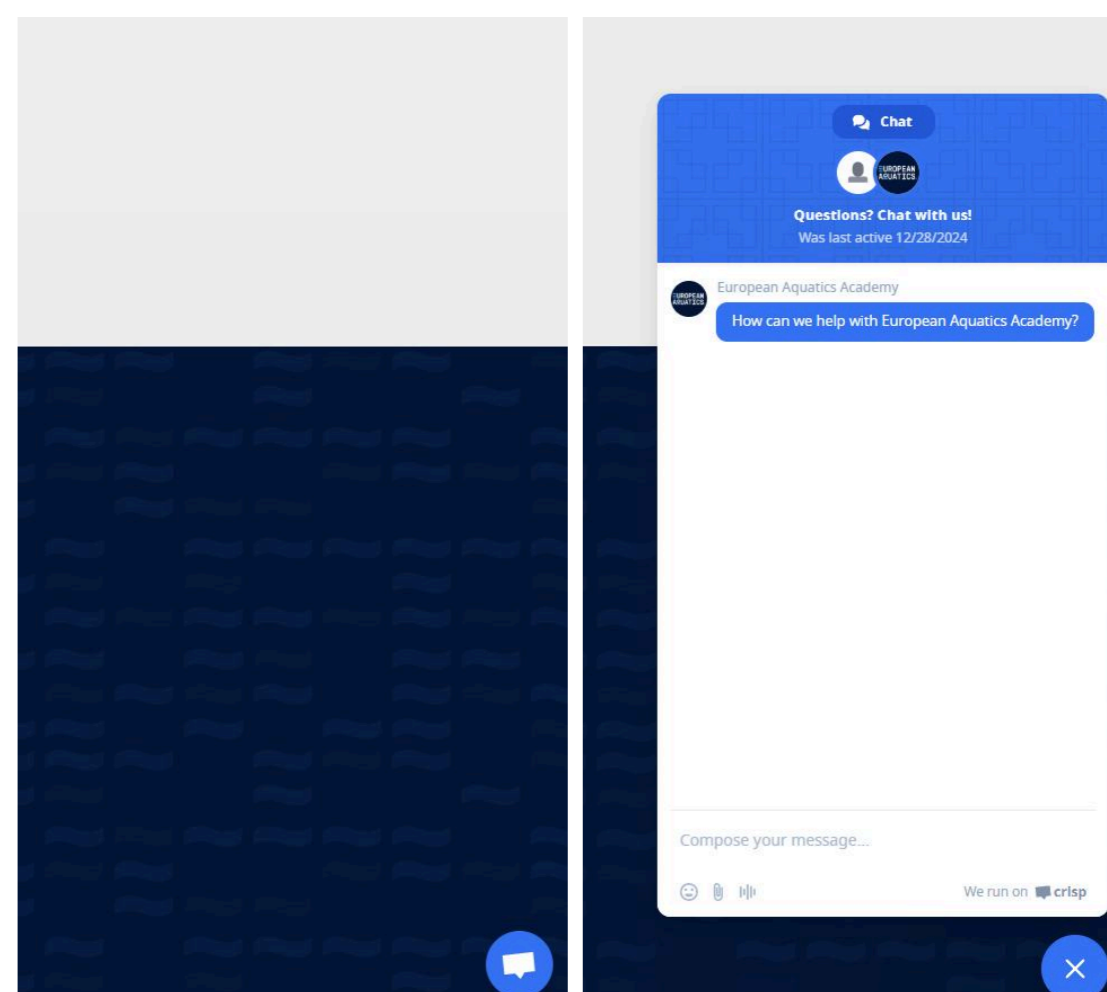 Chat
EUROPEAN
AQUATICS
Questions? Chat with us!
Was last active 12/28/2024
European Aquatics Academy
EUROPEAN
AQUATICS
How can we help with European Aquatics Academy?
Compose your message...
We run on crisp